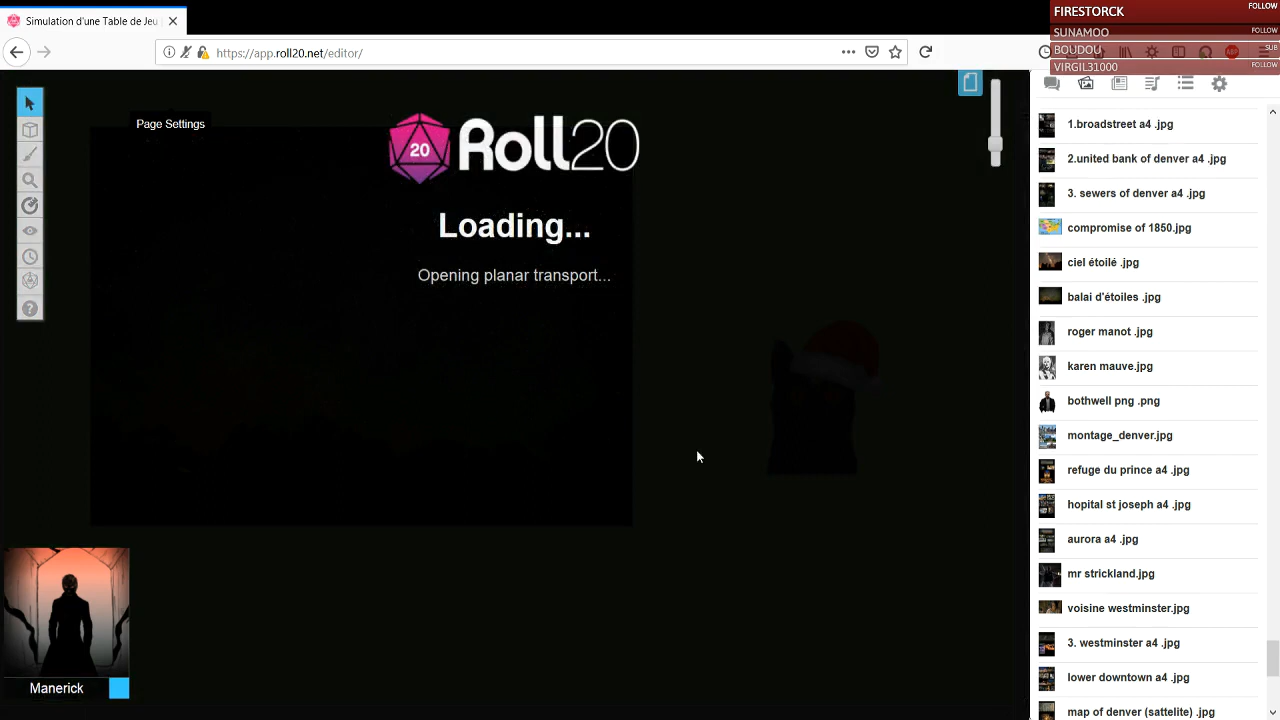 Simulation d'une Table de Jeu
https://app.roll20.net/editor/
FIRESTORCK FOLLOW
SUNAMOO FOLLOW
BOUDOU SUB
VIRGIL31000 FOLLOW
Page Settings
20
Roll20
Loading...
Opening planar transport...
Manerick
1.broadstreet a4 .jpg
2.united bank of denver a4 .jpg
3. sewers of denver a4 .jpg
compromise of 1850.jpg
ciel étoilé .jpg
balai d'étoiles .jpg
roger manot .jpg
karen mauve.jpg
bothwell png .png
montage_denver.jpg
refuge du prince a4 .jpg
hopital st joseph a4 .jpg
aurora a4 .jpg
mr strickland.jpg
voisine westminster.jpg
3. westminster a4 .jpg
lower downtown a4 .jpg
map of denver (sattelite) .jpg